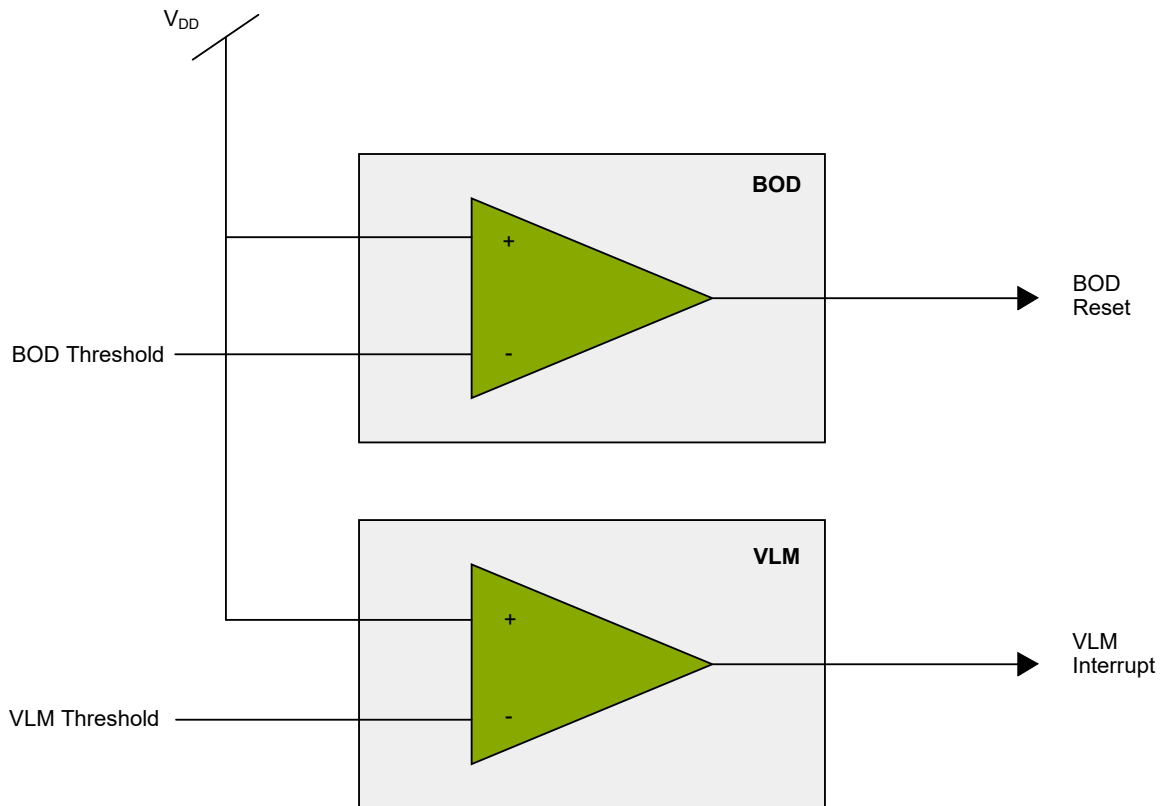 VDD
BOD
+
BOD
Reset
BOD Threshold
-
VLM
+
VLM
Interrupt
VLM Threshold
-